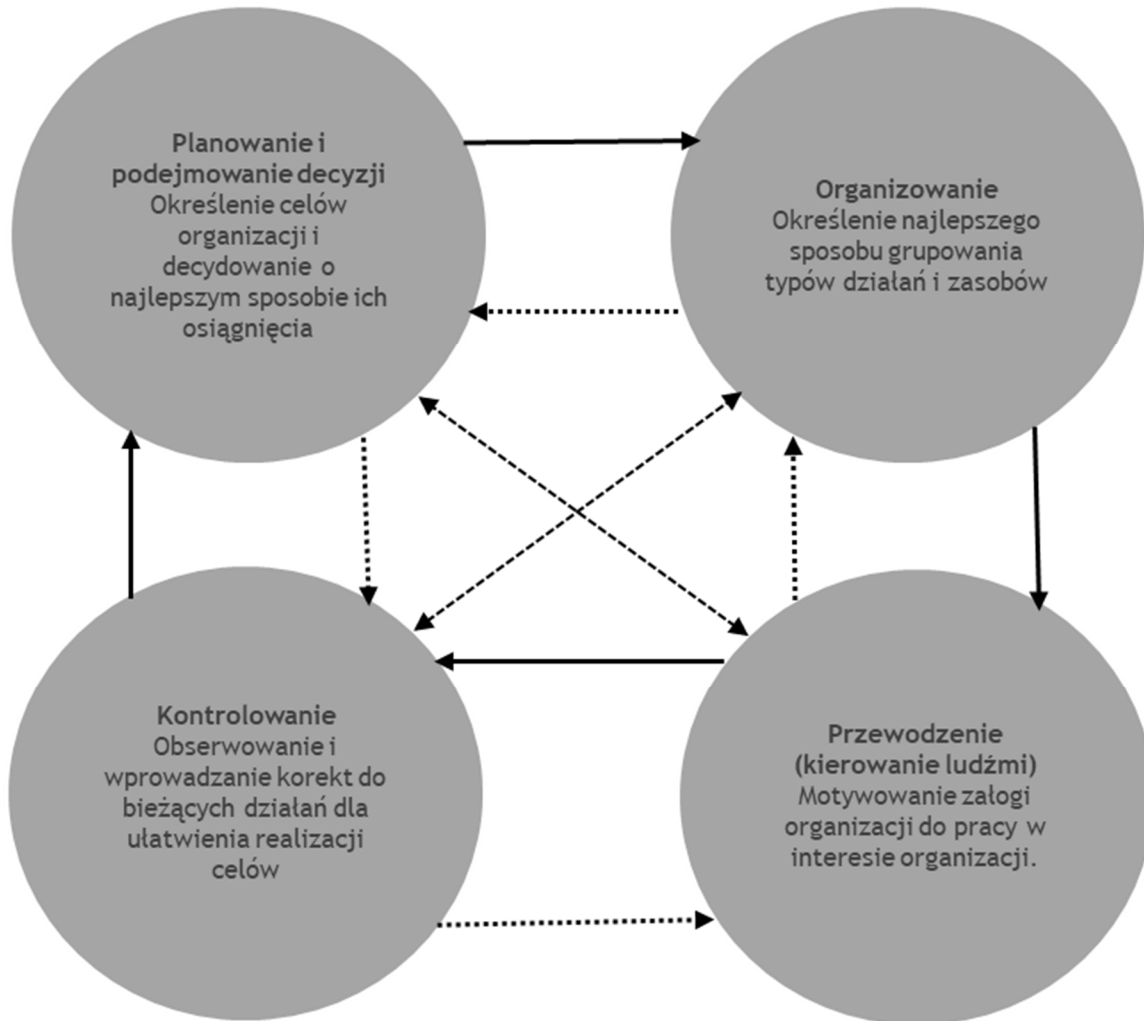 Planowanie i
podejmowanie decyzji
Określenie celów
organizacji i
decydowanie o
najlepszym sposobie ich
osiągnięcia
Organizowanie
Określenie najlepszego
sposobu grupowania
typów działań i zasobów
Kontrolowanie
Obserwowanie i
wprowadzanie korekt do
bieżących działań dla
ułatwienia realizacji
celów
Przewodzenie
(kierowanie ludźmi)
Motywowanie załogi
organizacji do pracy w
interesie organizacji.